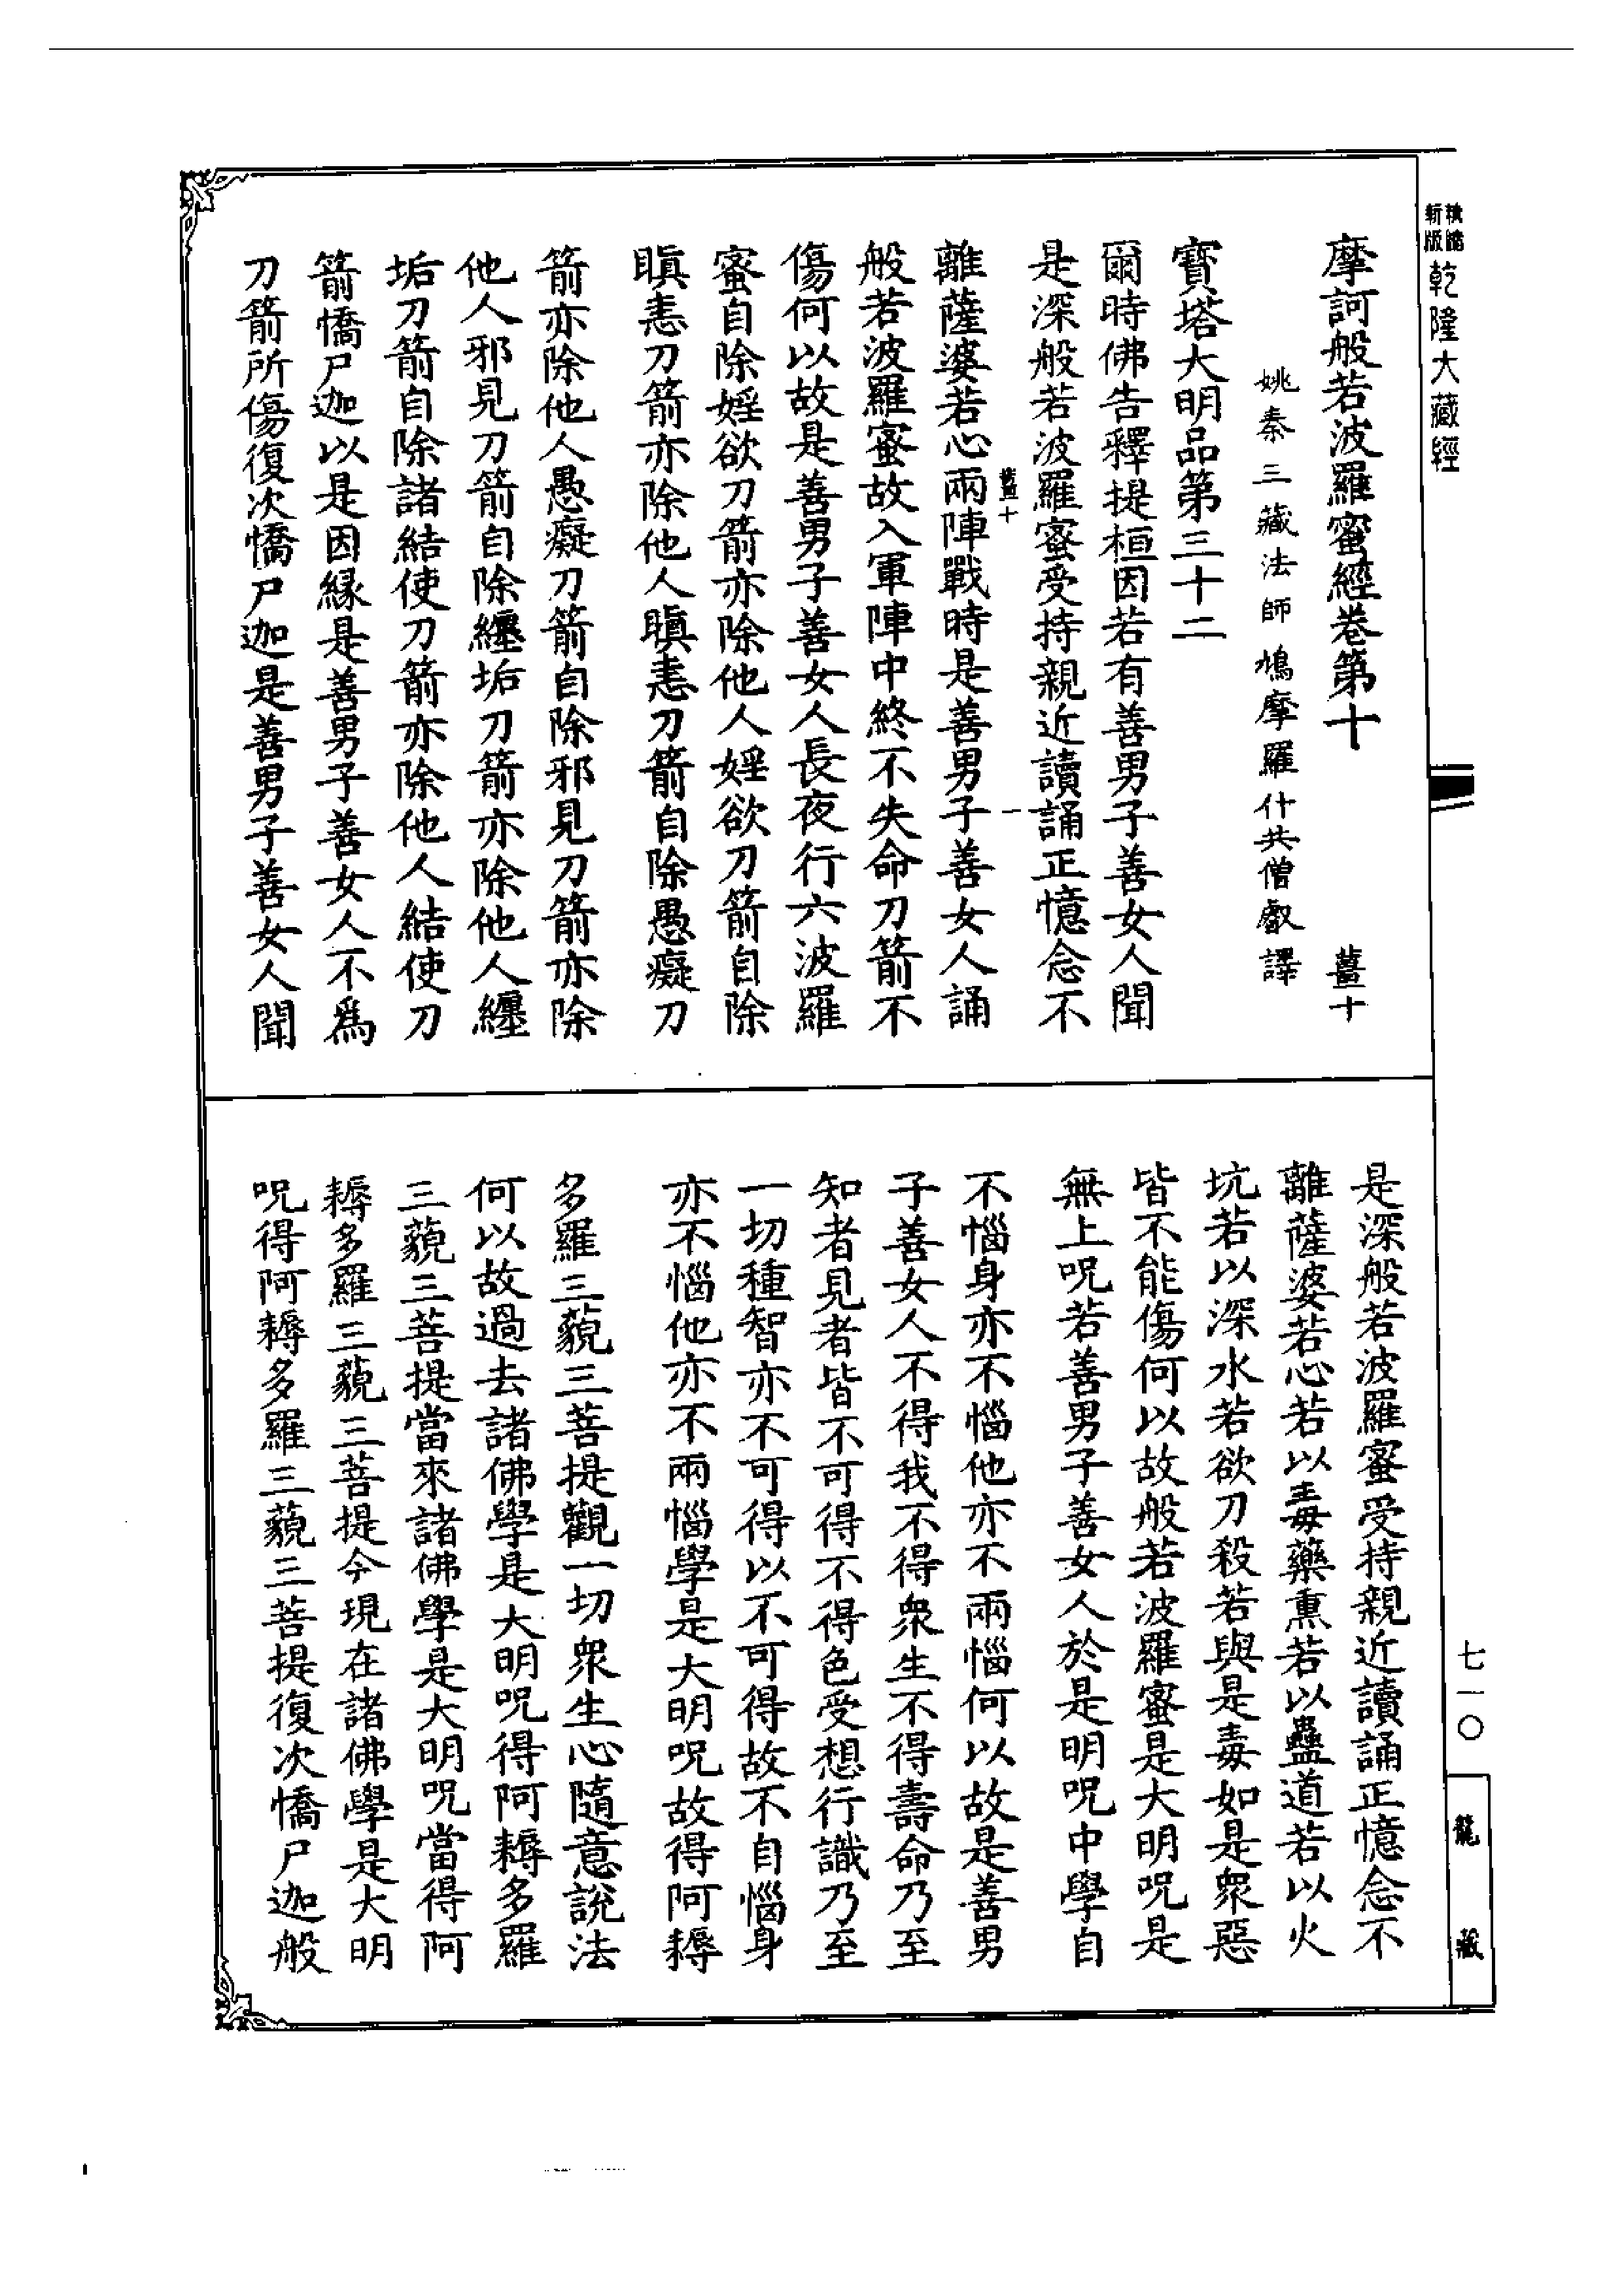 新版
乾隆大藏經
摩訶般若波羅蜜經卷第十 薑十
姚秦三藏法師鳩摩羅什共僧叡譯
寳塔大明品第三十二
爾時佛告釋提桓因若有善男子善女人聞
是深般若波羅蜜受持親近讀誦正憶念不
離薩婆若心兩陣戰時是善男子善女人誦
薑十 一
般若波羅蜜故入軍陣中終不失命刀箭不
傷何以故是善男子善女人長夜行六波羅
蜜自除婬欲刀箭亦除他人婬欲刀箭自除
瞋恚刀箭亦除他人瞋恚刀箭自除愚癡刀
箭亦除他人愚癡刀箭自除邪見刀箭亦除
他人邪見刀箭自除纒垢刀箭亦除他人纒
垢刀箭自除諸結使刀箭亦除他人結使刀
箭憍尸迦以是因緣是善男子善女人不為
刀箭所傷復次憍尸迦是善男子善女人聞
是深般若波羅蜜受持親近讀誦正憶念不
離薩婆若心若以毒藥熏若以蠱道若以火
坑若以深水若欲刀殺若與是毒如是衆惡
皆不能傷何以故般若波羅蜜是大明呪是
無上呪若善男子善女人於是明呪中學自
不惱身亦不惱他亦不兩惱何以故是善男
子善女人不得我不得衆生不得壽命乃至
知者見者皆不可得不得色受想行識乃至
一切種智亦不可得以不可得故不自惱身
亦不惱他亦不兩惱學是大明呪故得阿耨
多羅三藐三菩提觀一切衆生心隨意說法
何以故過去諸佛學是大明呪得阿耨多羅
三藐三菩提當來諸佛學是大明呪當得阿
耨多羅三藐三菩提今現在諸佛學是大明
呪得阿耨多羅三藐三菩提復次憍尸迦般
七一〇
龍藏